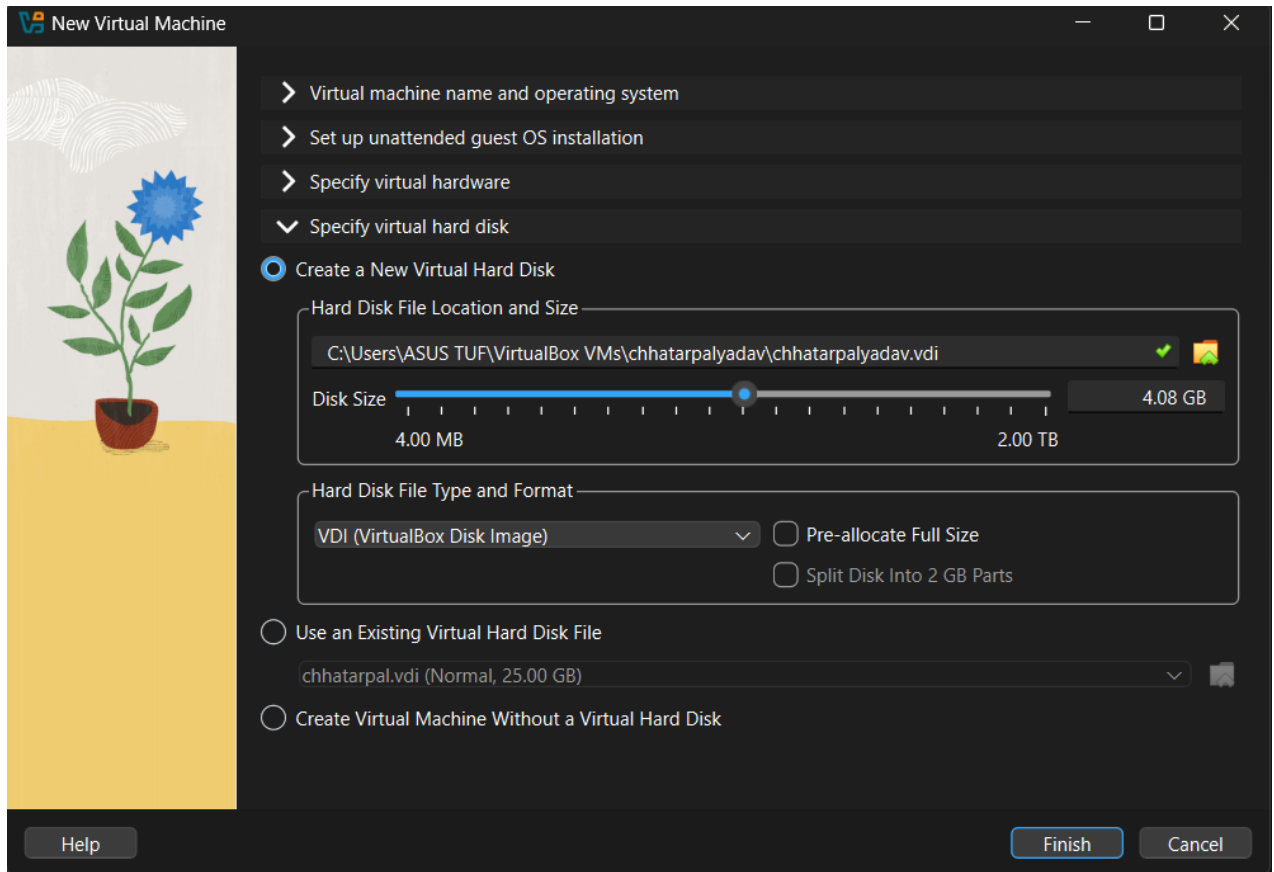 New Virtual Machine
Virtual machine name and operating system
Set up unattended guest OS installation
Specify virtual hardware
Specify virtual hard disk
Create a New Virtual Hard Disk
Hard Disk File Location and Size
C:\Users\ASUS TUF\VirtualBox VMs\chhatarpalyadav\chhatarpalyadav.vdi
Disk Size 4.08 GB
4.00 MB 2.00 TB
Hard Disk File Type and Format
VDI (VirtualBox Disk Image) Pre-allocate Full Size
Split Disk Into 2 GB Parts
Use an Existing Virtual Hard Disk File
chhatarpal.vdi (Normal, 25.00 GB)
Create Virtual Machine Without a Virtual Hard Disk
Help Finish Cancel